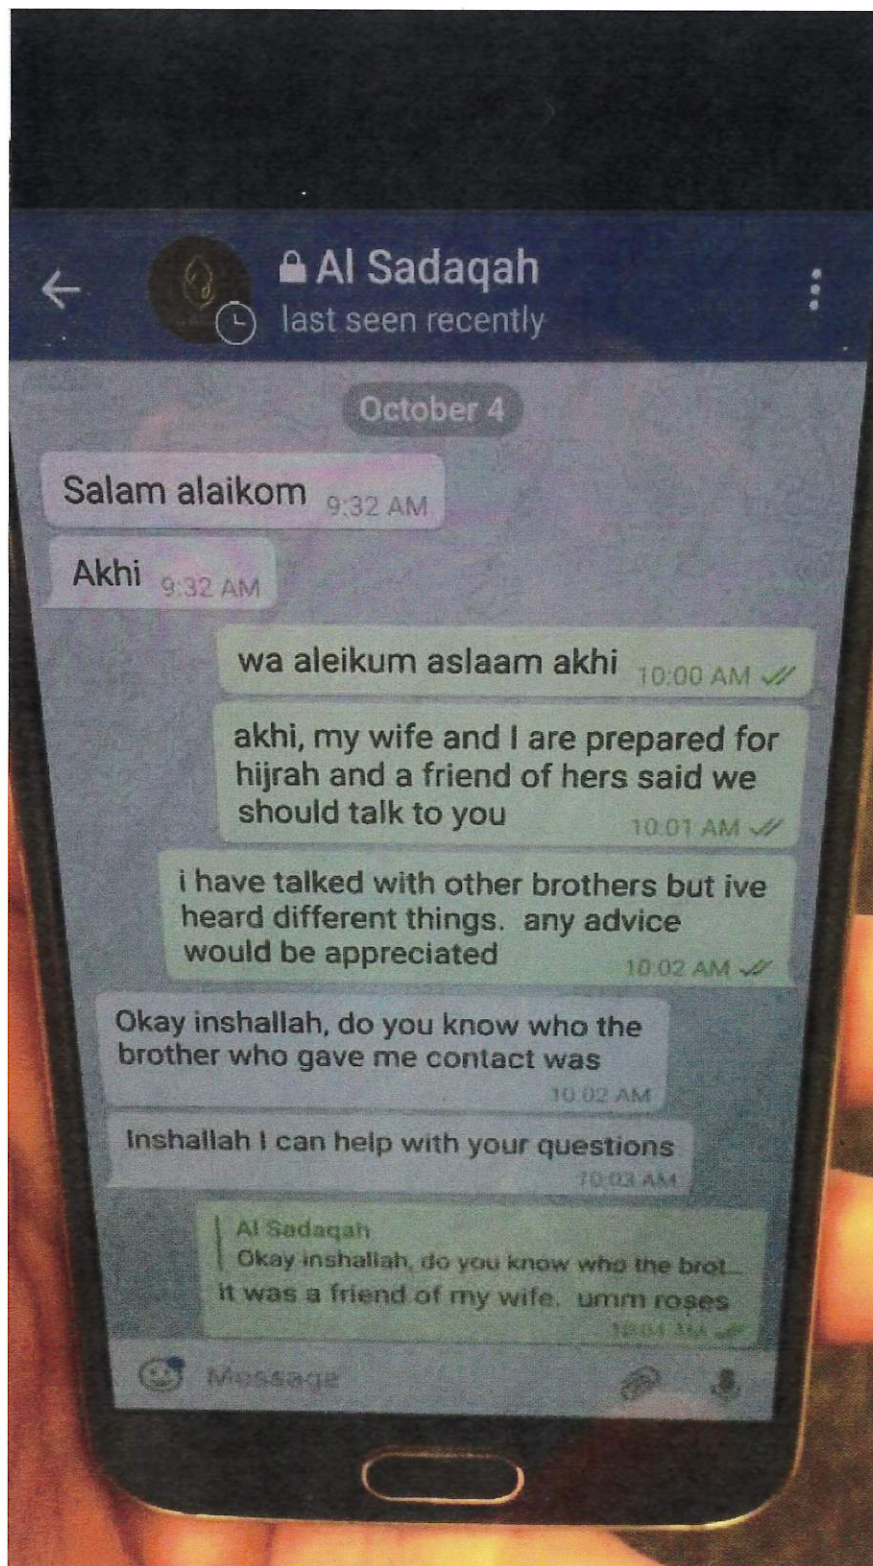 Al Sadaqah
last seen recently
October 4
Salam alaikom 9:32 AM
Akhi 9:32 AM
wa aleikum aslaam akhi 10:00 AM
akhi, my wife and I are prepared for
hijrah and a friend of hers said we
should talk to you 10:01 AM
i have talked with other brothers but ive
heard different things. any advice
would be appreciated 10:02 AM
Okay inshallah, do you know who the
brother who gave me contact was
10:02 AM
Inshallah I can help with your questions
10:03 AM
Al Sadaqah
Okay inshallah, do you know who the brot...
it was a friend of my wife. umm roses
10:04 AM
Message